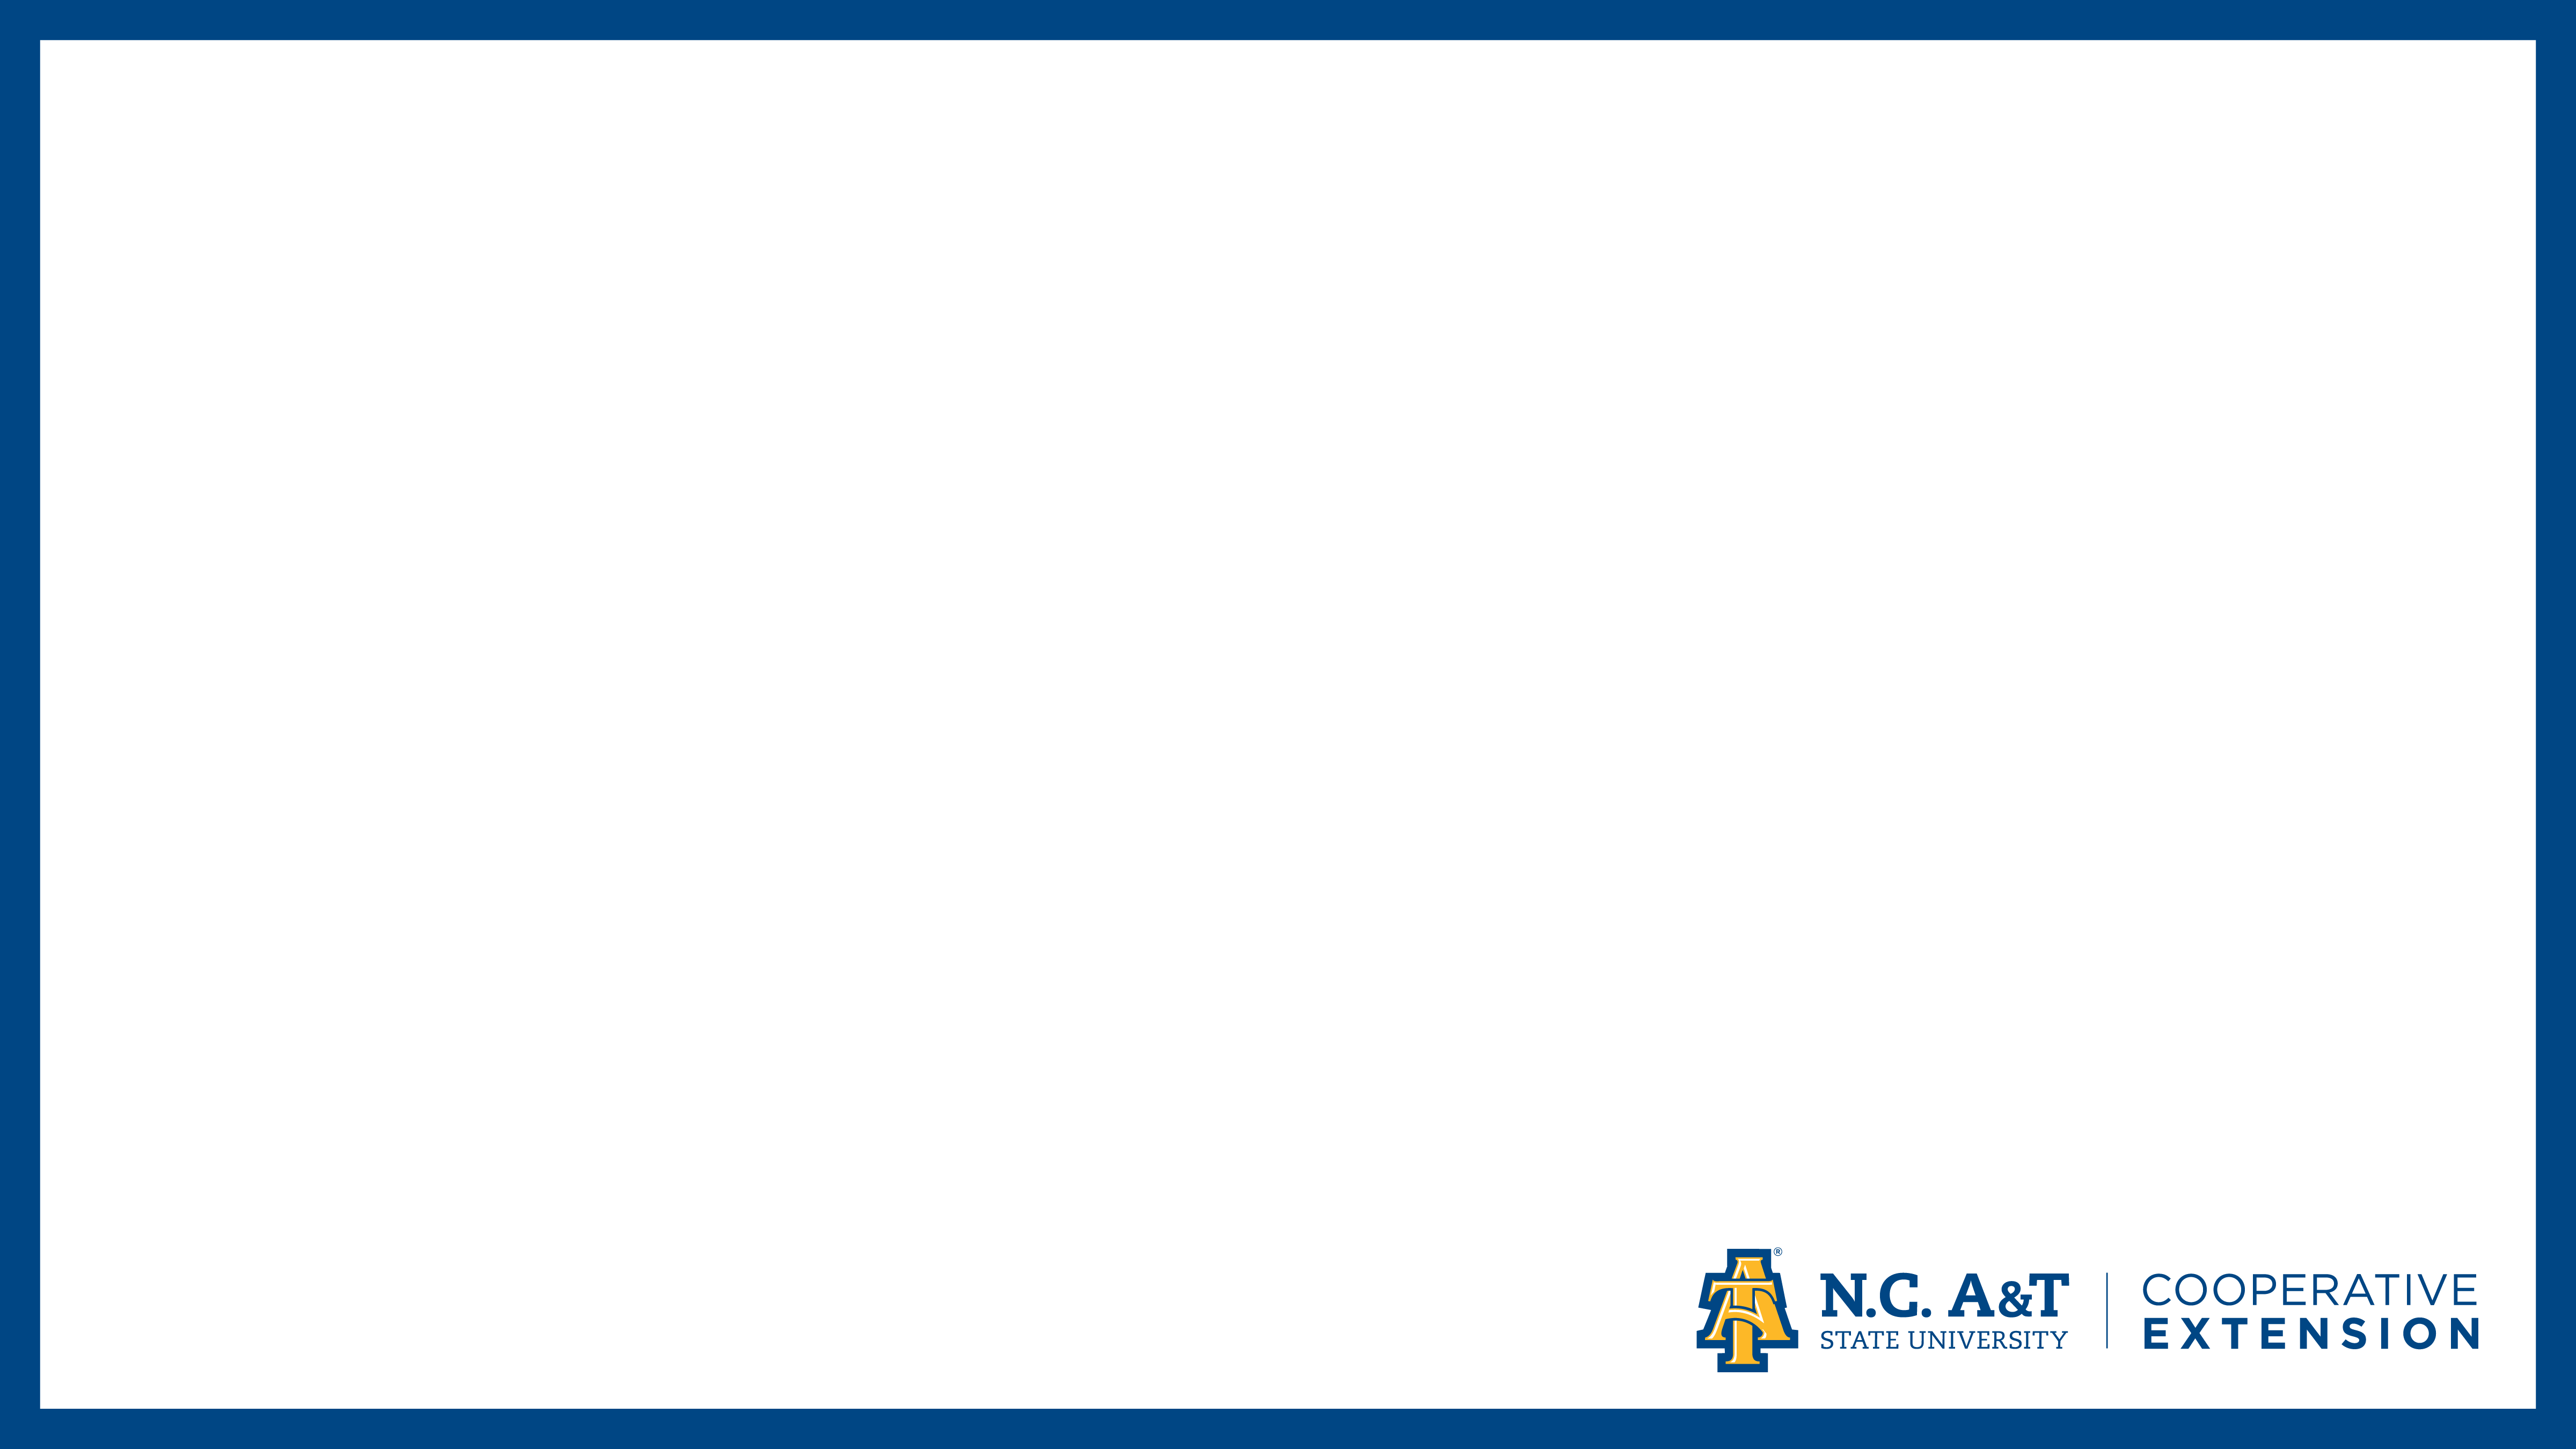 N.C. A&T
STATE UNIVERSITY
COOPERATIVE
EXTENSION